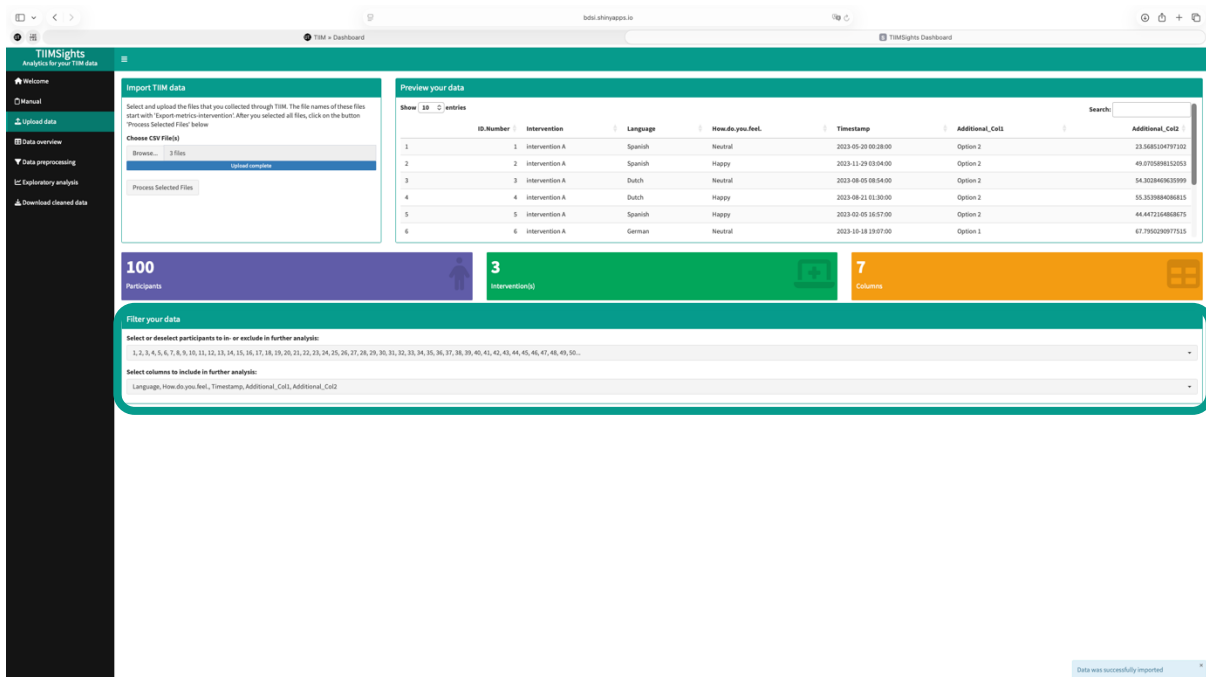 bdsi.shinyapps.io
TIIM » Dashboard
TIIMSights Dashboard
TIIMSights
Analytics for your TIIM data
Welcome
Manual
Upload data
Data overview
Data preprocessing
Exploratory analysis
Download cleaned data
Import TIIM data
Select and upload the files that you collected through TIIM. The file names of these files
start with 'Export-metrics-intervention'. After you selected all files, click on the button
'Process Selected Files' below
Choose CSV File(s)
Browse... 3 files
Upload complete
Process Selected Files
Preview your data
Show 10 entries
Search:
ID.Number Intervention Language How.do.you.feel. Timestamp Additional_Col1 Additional_Col2
1 1 intervention A Spanish Neutral 2023-05-20 00:28:00 Option 2 23.5685104797102
2 2 intervention A Spanish Happy 2023-11-29 03:04:00 Option 2 49.0705898152053
3 3 intervention A Dutch Neutral 2023-08-05 08:54:00 Option 2 54.3028469635999
4 4 intervention A Dutch Happy 2023-08-21 01:30:00 Option 2 55.3539884086815
5 5 intervention A Spanish Happy 2023-02-05 16:57:00 Option 2 44.4472164868675
6 6 intervention A German Neutral 2023-10-18 19:07:00 Option 1 67.7950290977515
100
Participants
3
Intervention(s)
7
Columns
Filter your data
Select or deselect participants to in- or exclude in further analysis:
1, 2, 3, 4, 5, 6, 7, 8, 9, 10, 11, 12, 13, 14, 15, 16, 17, 18, 19, 20, 21, 22, 23, 24, 25, 26, 27, 28, 29, 30, 31, 32, 33, 34, 35, 36, 37, 38, 39, 40, 41, 42, 43, 44, 45, 46, 47, 48, 49, 50...
Select columns to include in further analysis:
Language, How.do.you.feel., Timestamp, Additional_Col1, Additional_Col2
Data was successfully imported